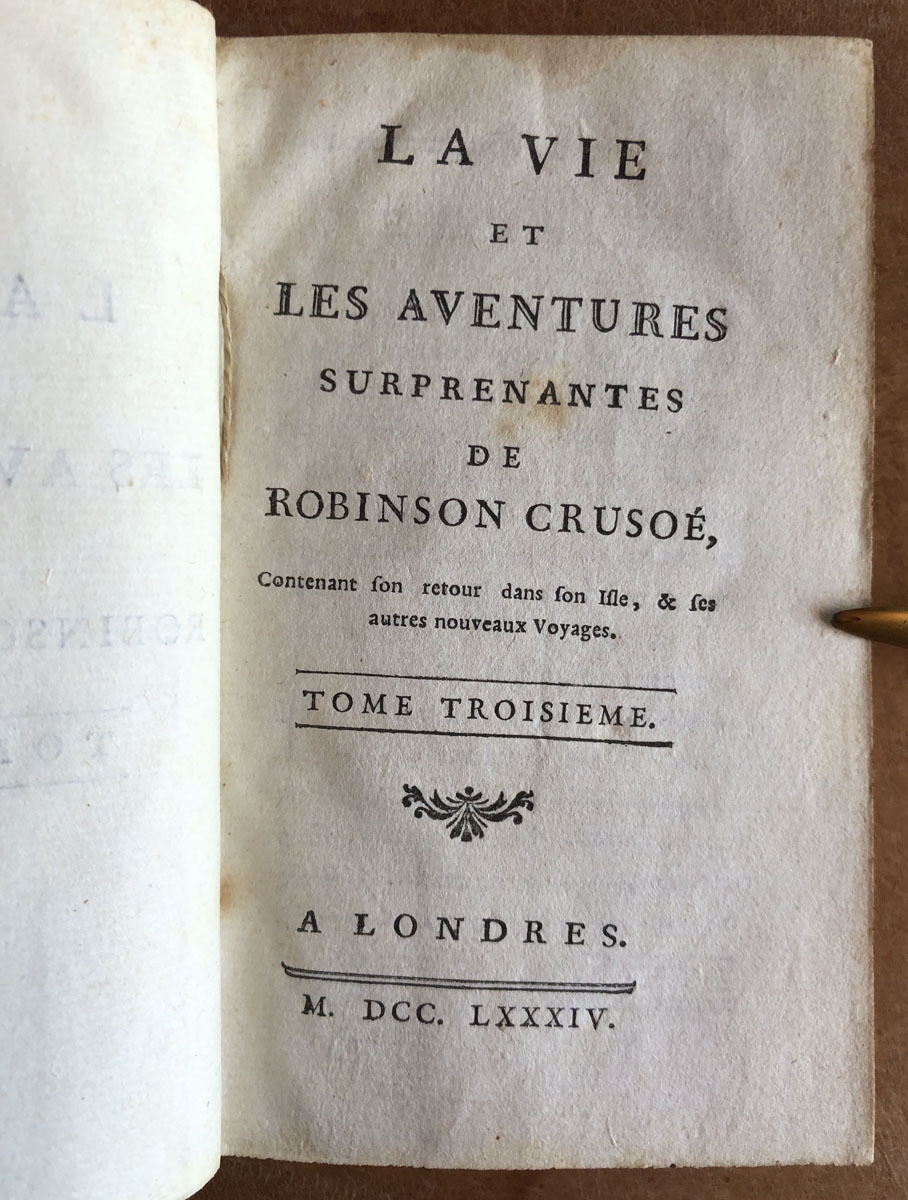 LA VIE
ET
LES AVENTURES
SURPRENANTES
DE
ROBINSON CRUSOÉ,
Contenant ſon retour dans ſon Iſle, & ſes
autres nouveaux Voyages.
TOME TROISIEME.
A LONDRES.
M. DCC. LXXXIV.